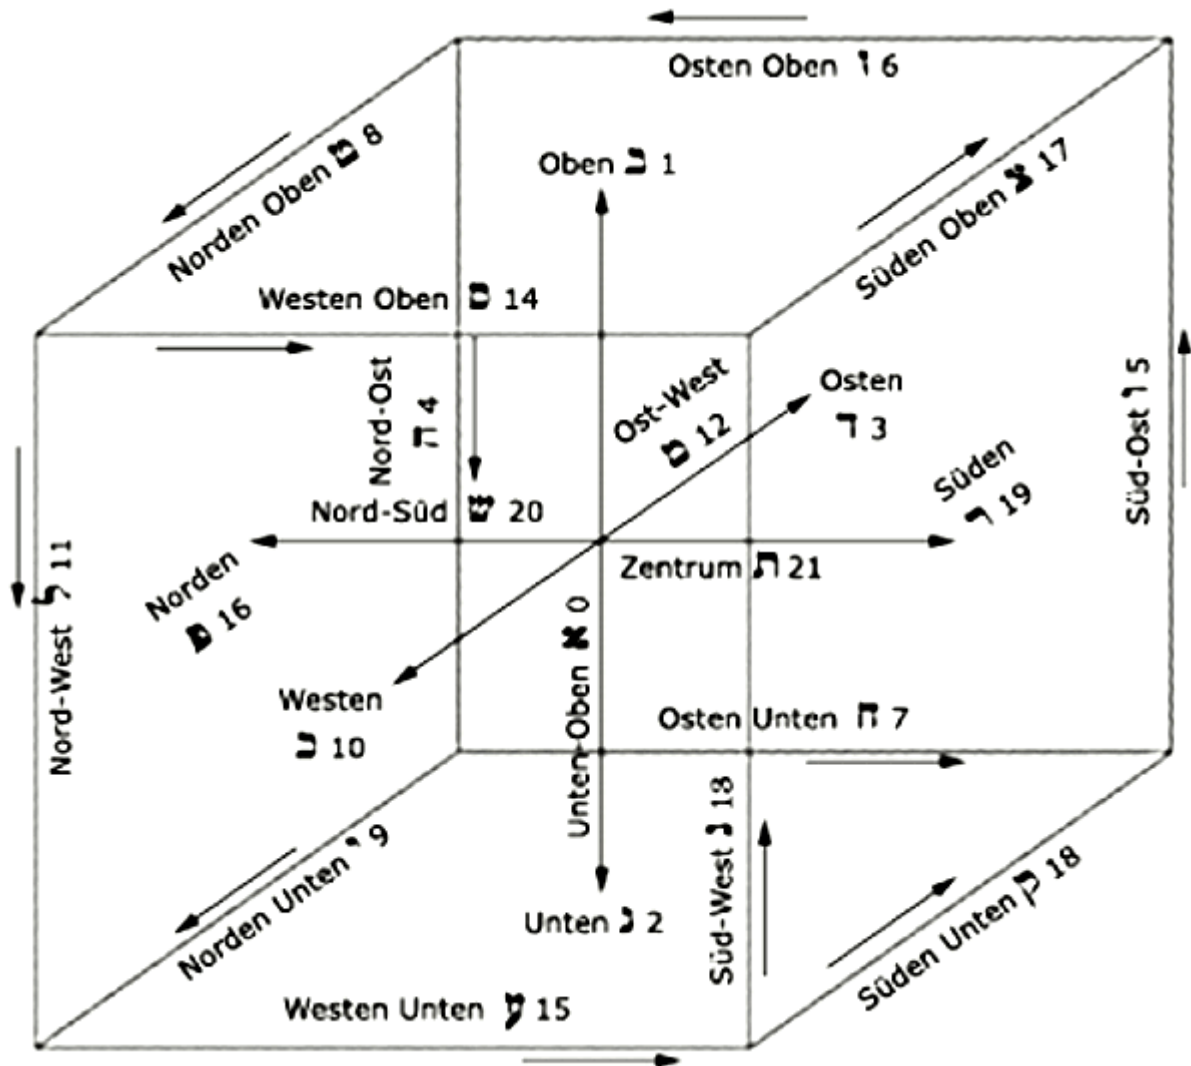 Osten Oben ז 6
Norden Oben ט 8
Oben ב 1
Süden Oben צ 17
Westen Oben ס 14
Nord-Ost
ה 4
Ost-West
מ 12
Osten
ד 3
Süd-Ost ו 5
Süden
ר 19
Nord-Süd ש 20
Zentrum ת 21
Norden
פ 16
Nord-West ל 11
Unten-Oben א 0
Westen
כ 10
Osten Unten ח 7
Norden Unten י 9
Süd-West נ 18
Unten ג 2
Süden Unten ק 18
Westen Unten ע 15